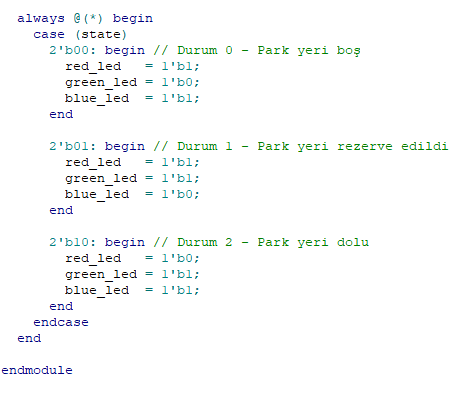 always @(*) begin
case (state)
2'b00: begin // Durum 0 - Park yeri boş
red_led = 1'b1;
green_led = 1'b0;
blue_led = 1'b1;
end
2'b01: begin // Durum 1 - Park yeri rezerve edildi
red_led = 1'b1;
green_led = 1'b1;
blue_led = 1'b0;
end
2'b10: begin // Durum 2 - Park yeri dolu
red_led = 1'b0;
green_led = 1'b1;
blue_led = 1'b1;
end
endcase
end
endmodule